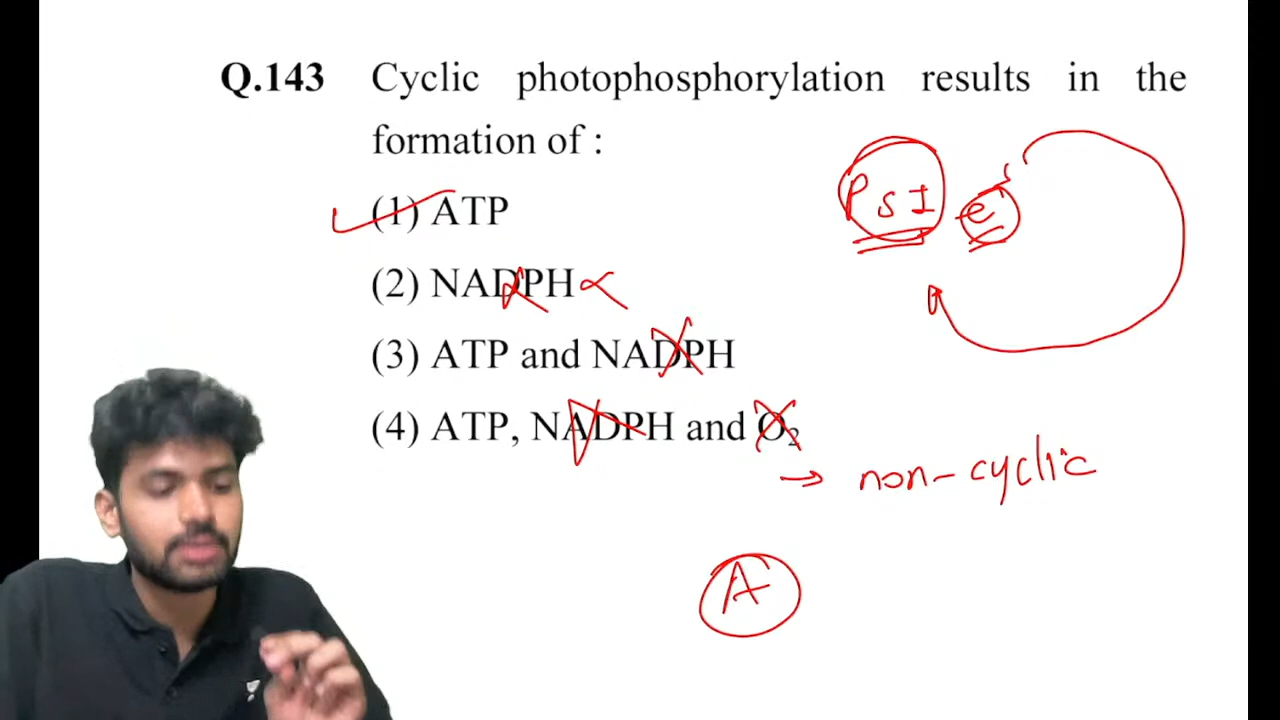 Q.143 Cyclic photophosphorylation results in the
formation of :
(1) ATP
(2) NADPH
(3) ATP and NADPH
(4) ATP, NADPH and O₂
PSI e⁻
→ non-cyclic
A